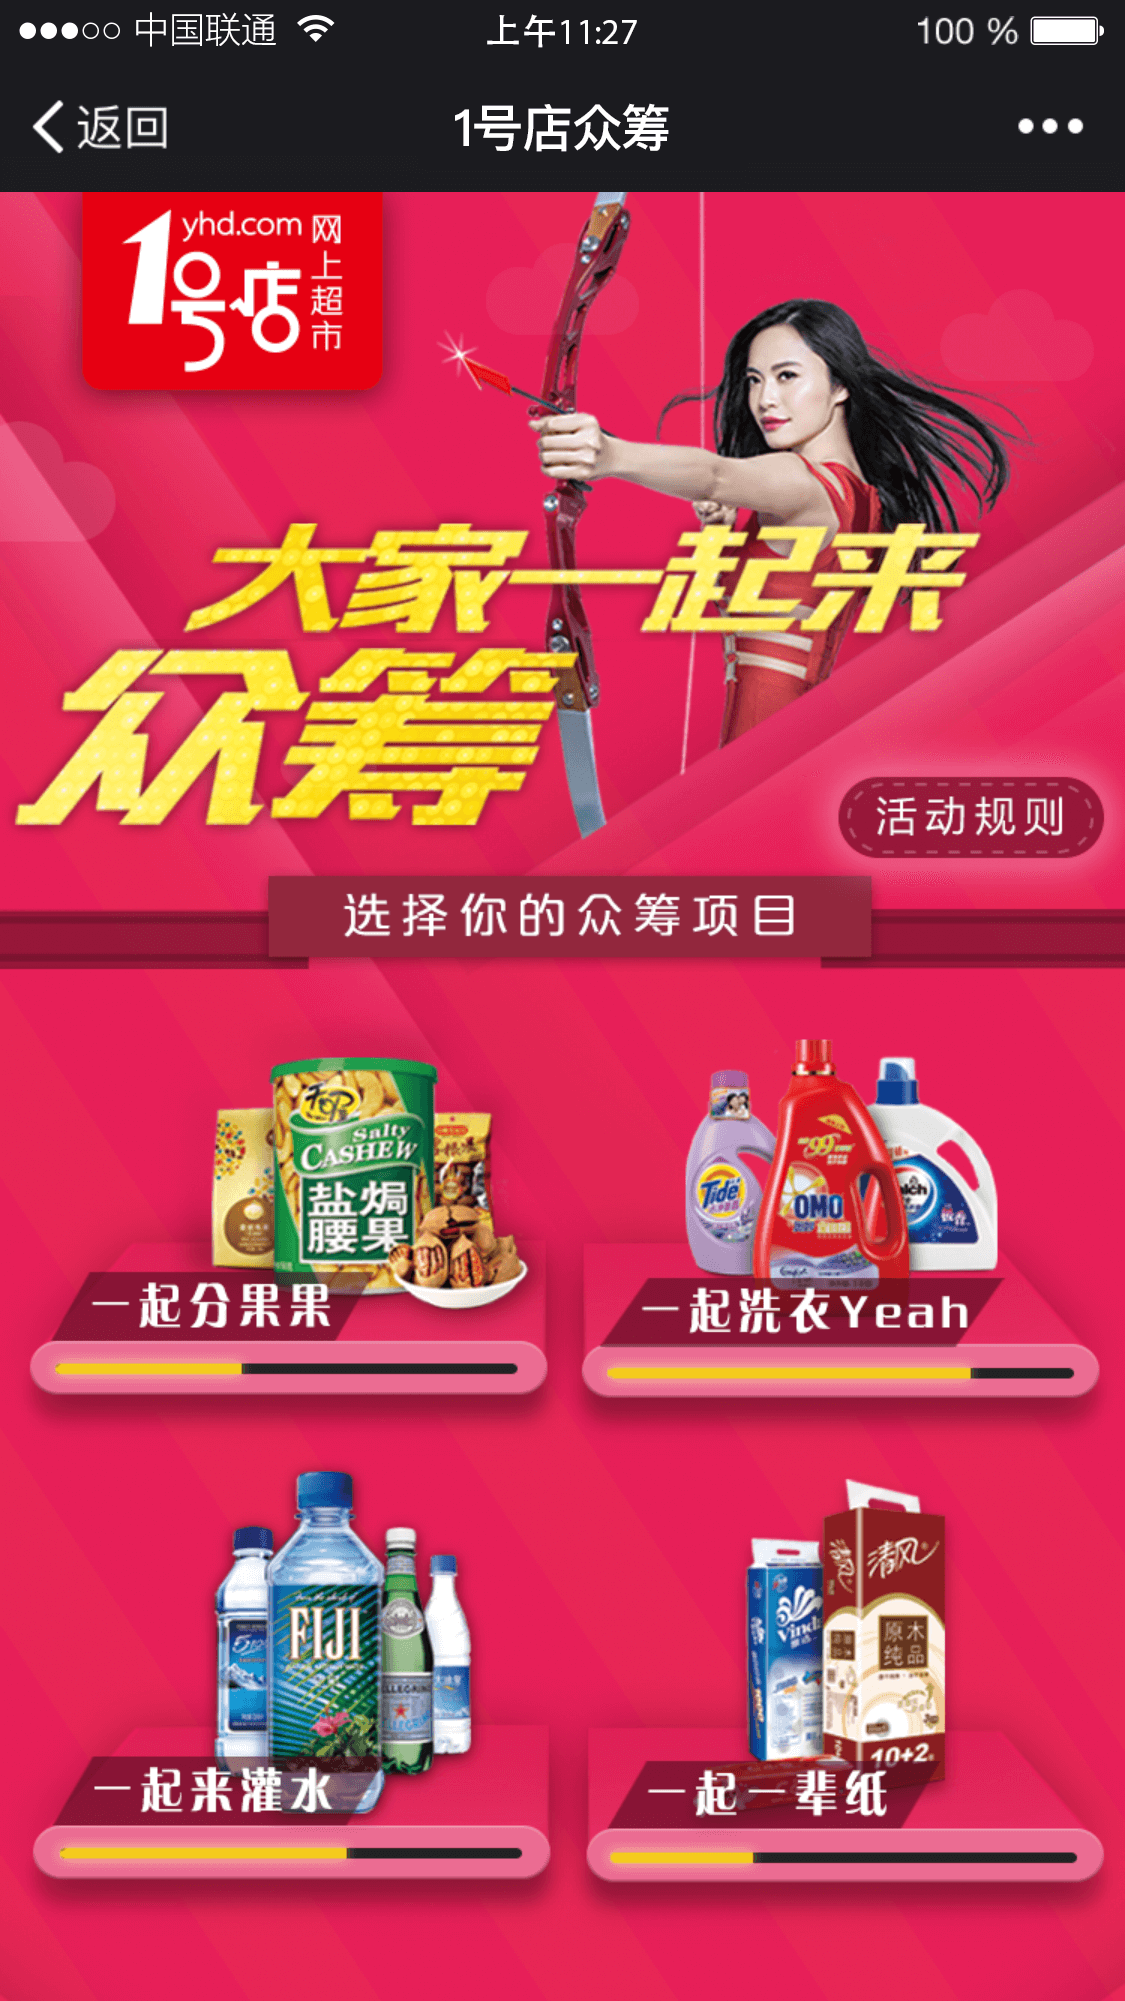 中国联通
上午11:27
100 %
返回
1号店众筹
yhd.com
1号店
网上超市
大家一起来
众筹
活动规则
选择你的众筹项目
Salty
CASHEW
盐焗
腰果
Tide
99
OMO
一起分果果
一起洗衣Yeah
FIJI
清风
Vinda
原木
纯品
10+2
一起来灌水
一起一辈纸